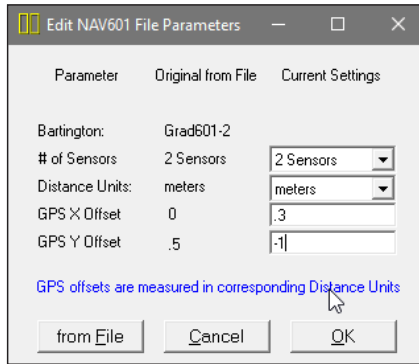 Edit NAV601 File Parameters
Parameter Original from File Current Settings
Bartington: Grad601-2
# of Sensors 2 Sensors 2 Sensors
Distance Units: meters meters
GPS X Offset 0 .3
GPS Y Offset .5 -1
GPS offsets are measured in corresponding Distance Units
from File Cancel OK